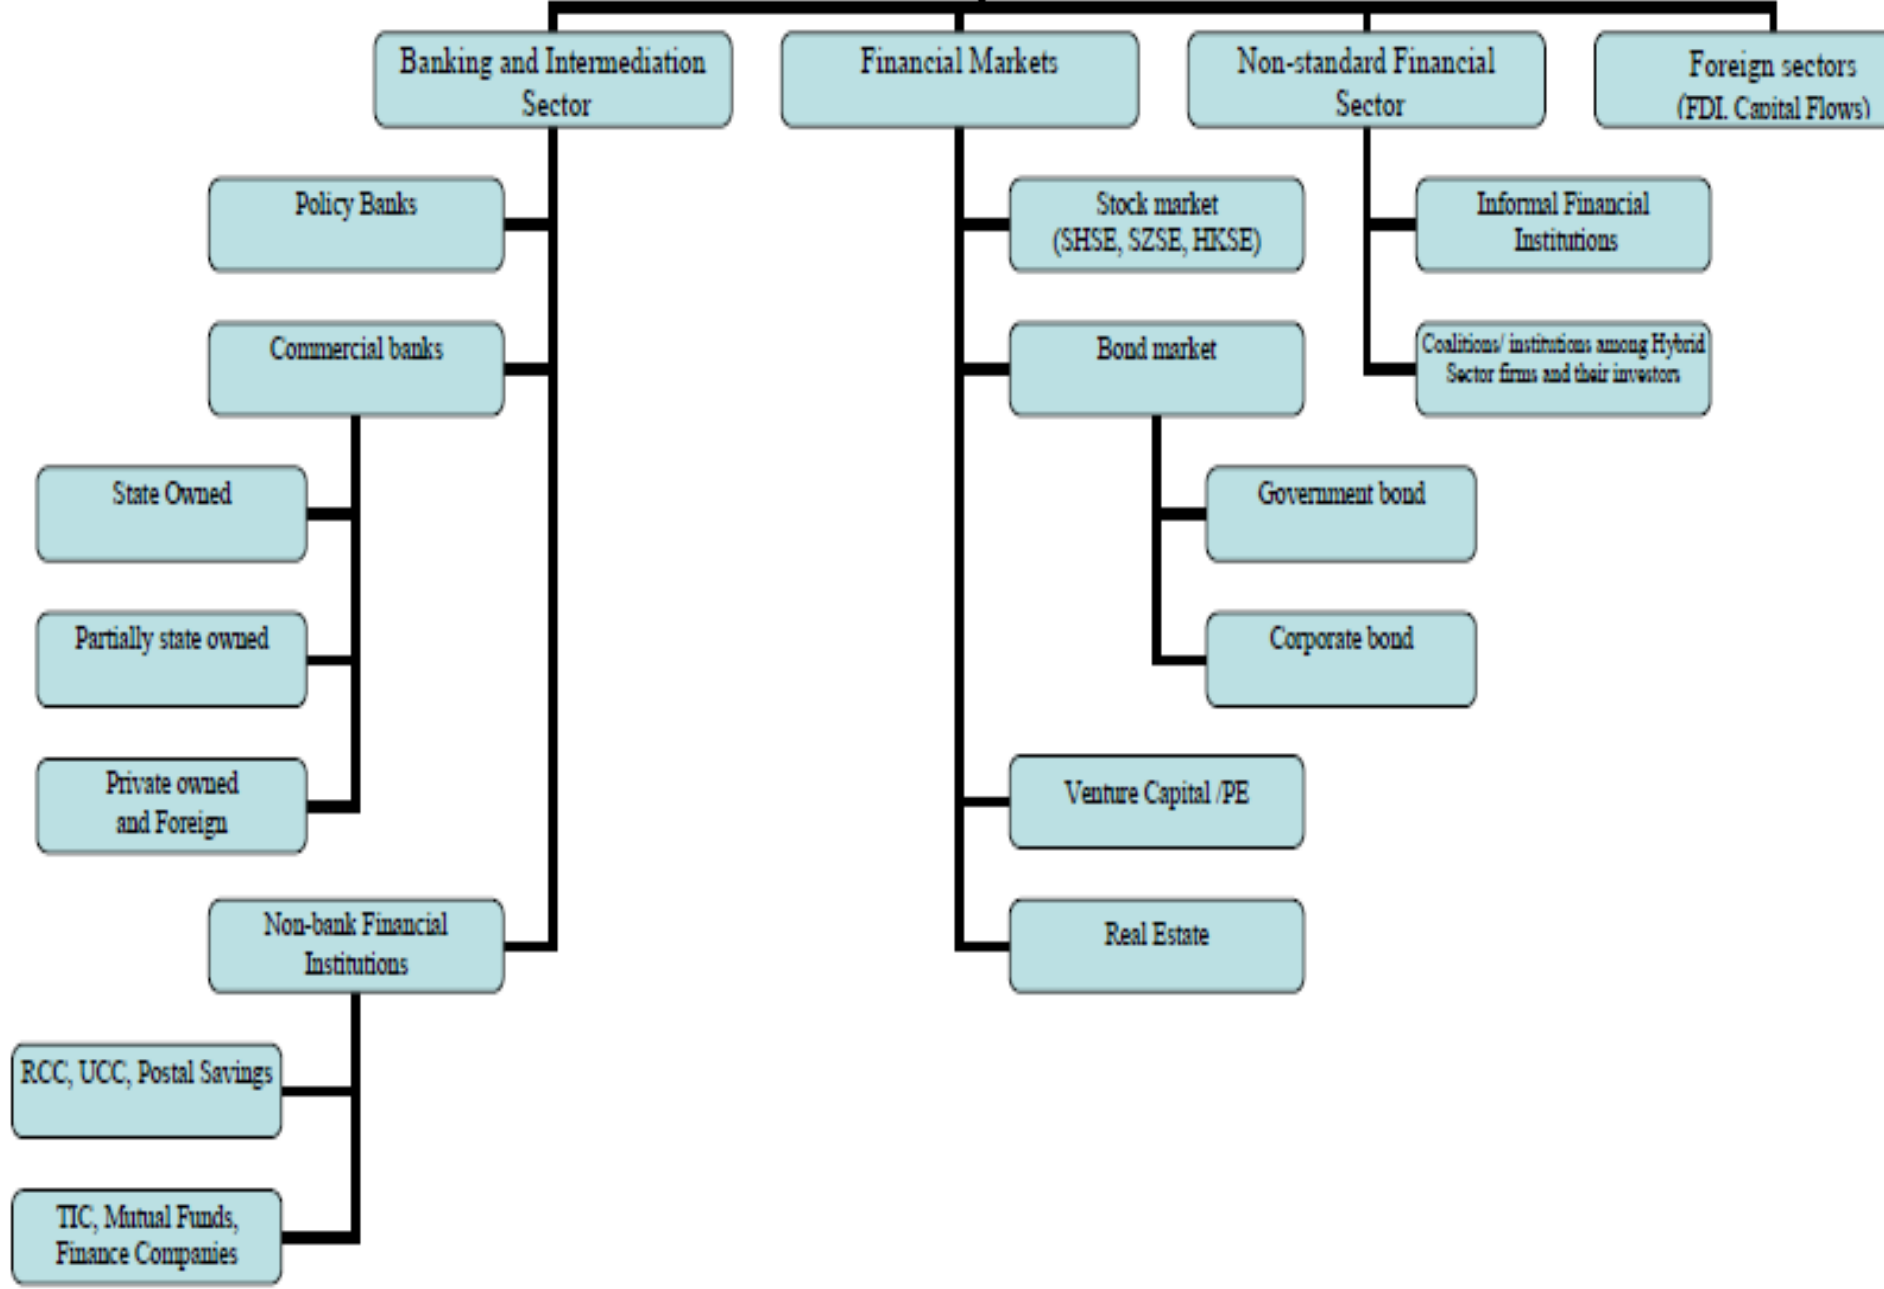 Banking and Intermediation
Sector
Financial Markets
Non-standard Financial
Sector
Foreign sectors
(FDI, Capital Flows)
Policy Banks
Stock market
(SHSE, SZSE, HKSE)
Informal Financial
Institutions
Commercial banks
Bond market
Coalitions/ institutions among Hybrid
Sector firms and their investors
State Owned
Government bond
Partially state owned
Corporate bond
Private owned
and Foreign
Venture Capital /PE
Non-bank Financial
Institutions
Real Estate
RCC, UCC, Postal Savings
TIC, Mutual Funds,
Finance Companies